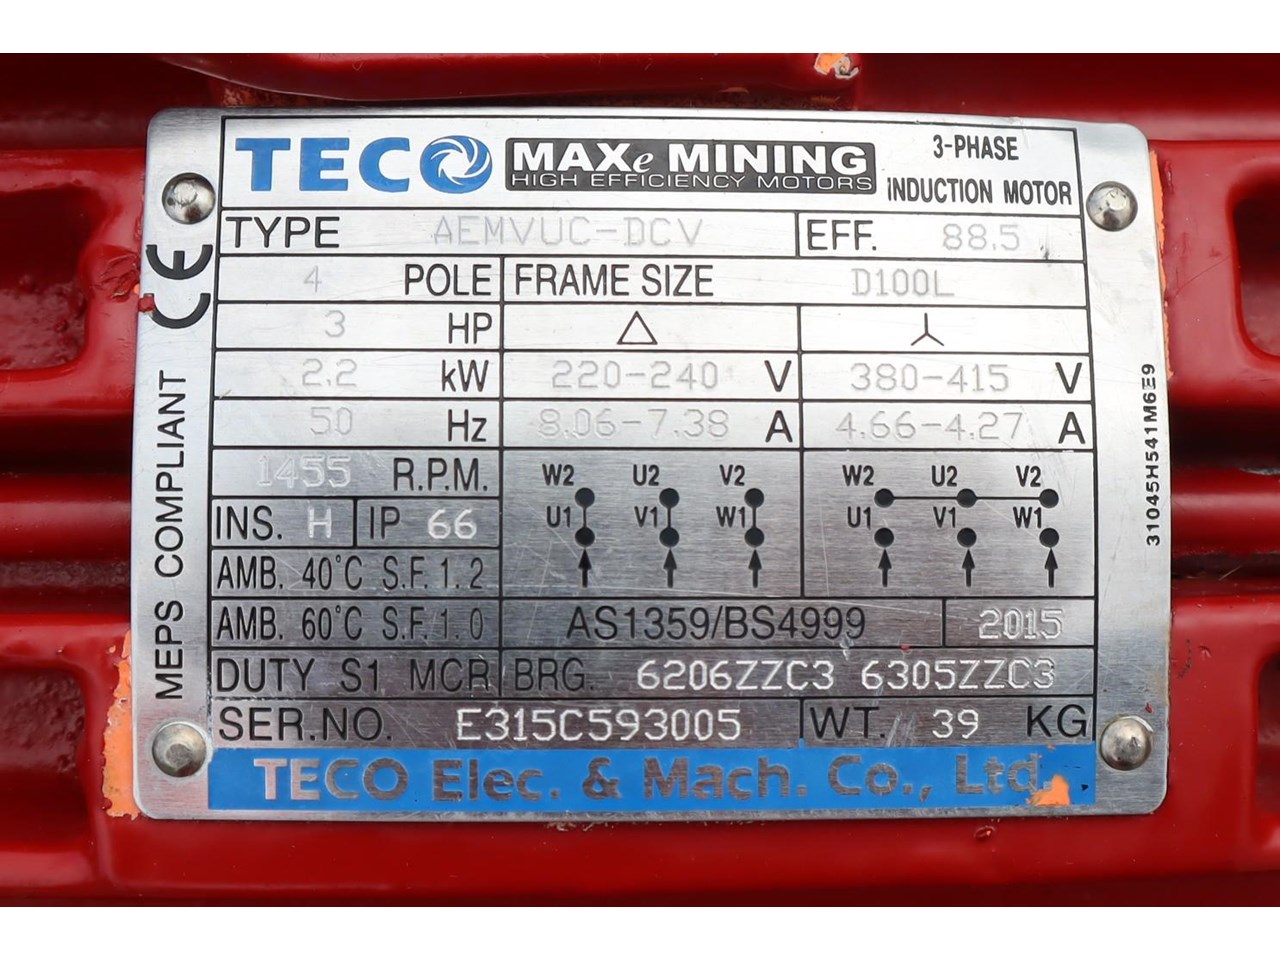 TECO MAXe MINING HIGH EFFICIENCY MOTORS 3-PHASE INDUCTION MOTOR
TYPE AEMVUC-DCV EFF. 88.5
4 POLE FRAME SIZE D100L
3 HP △ 人
2.2 kW 220-240 V 380-415 V
50 Hz 8.06-7.38 A 4.66-4.27 A
1455 R.P.M. W2 U2 V2 W2 U2 V2
INS. H IP 66 U1 V1 W1 U1 V1 W1
AMB. 40°C S.F. 1.2
AMB. 60°C S.F. 1.0 AS1359/BS4999 2015
DUTY S1 MCR BRG. 6206ZZC3 6305ZZC3
SER.NO. E315C593005 WT. 39 KG
TECO Elec. & Mach. Co., Ltd.
MEPS COMPLIANT CE
31045H541M6E9